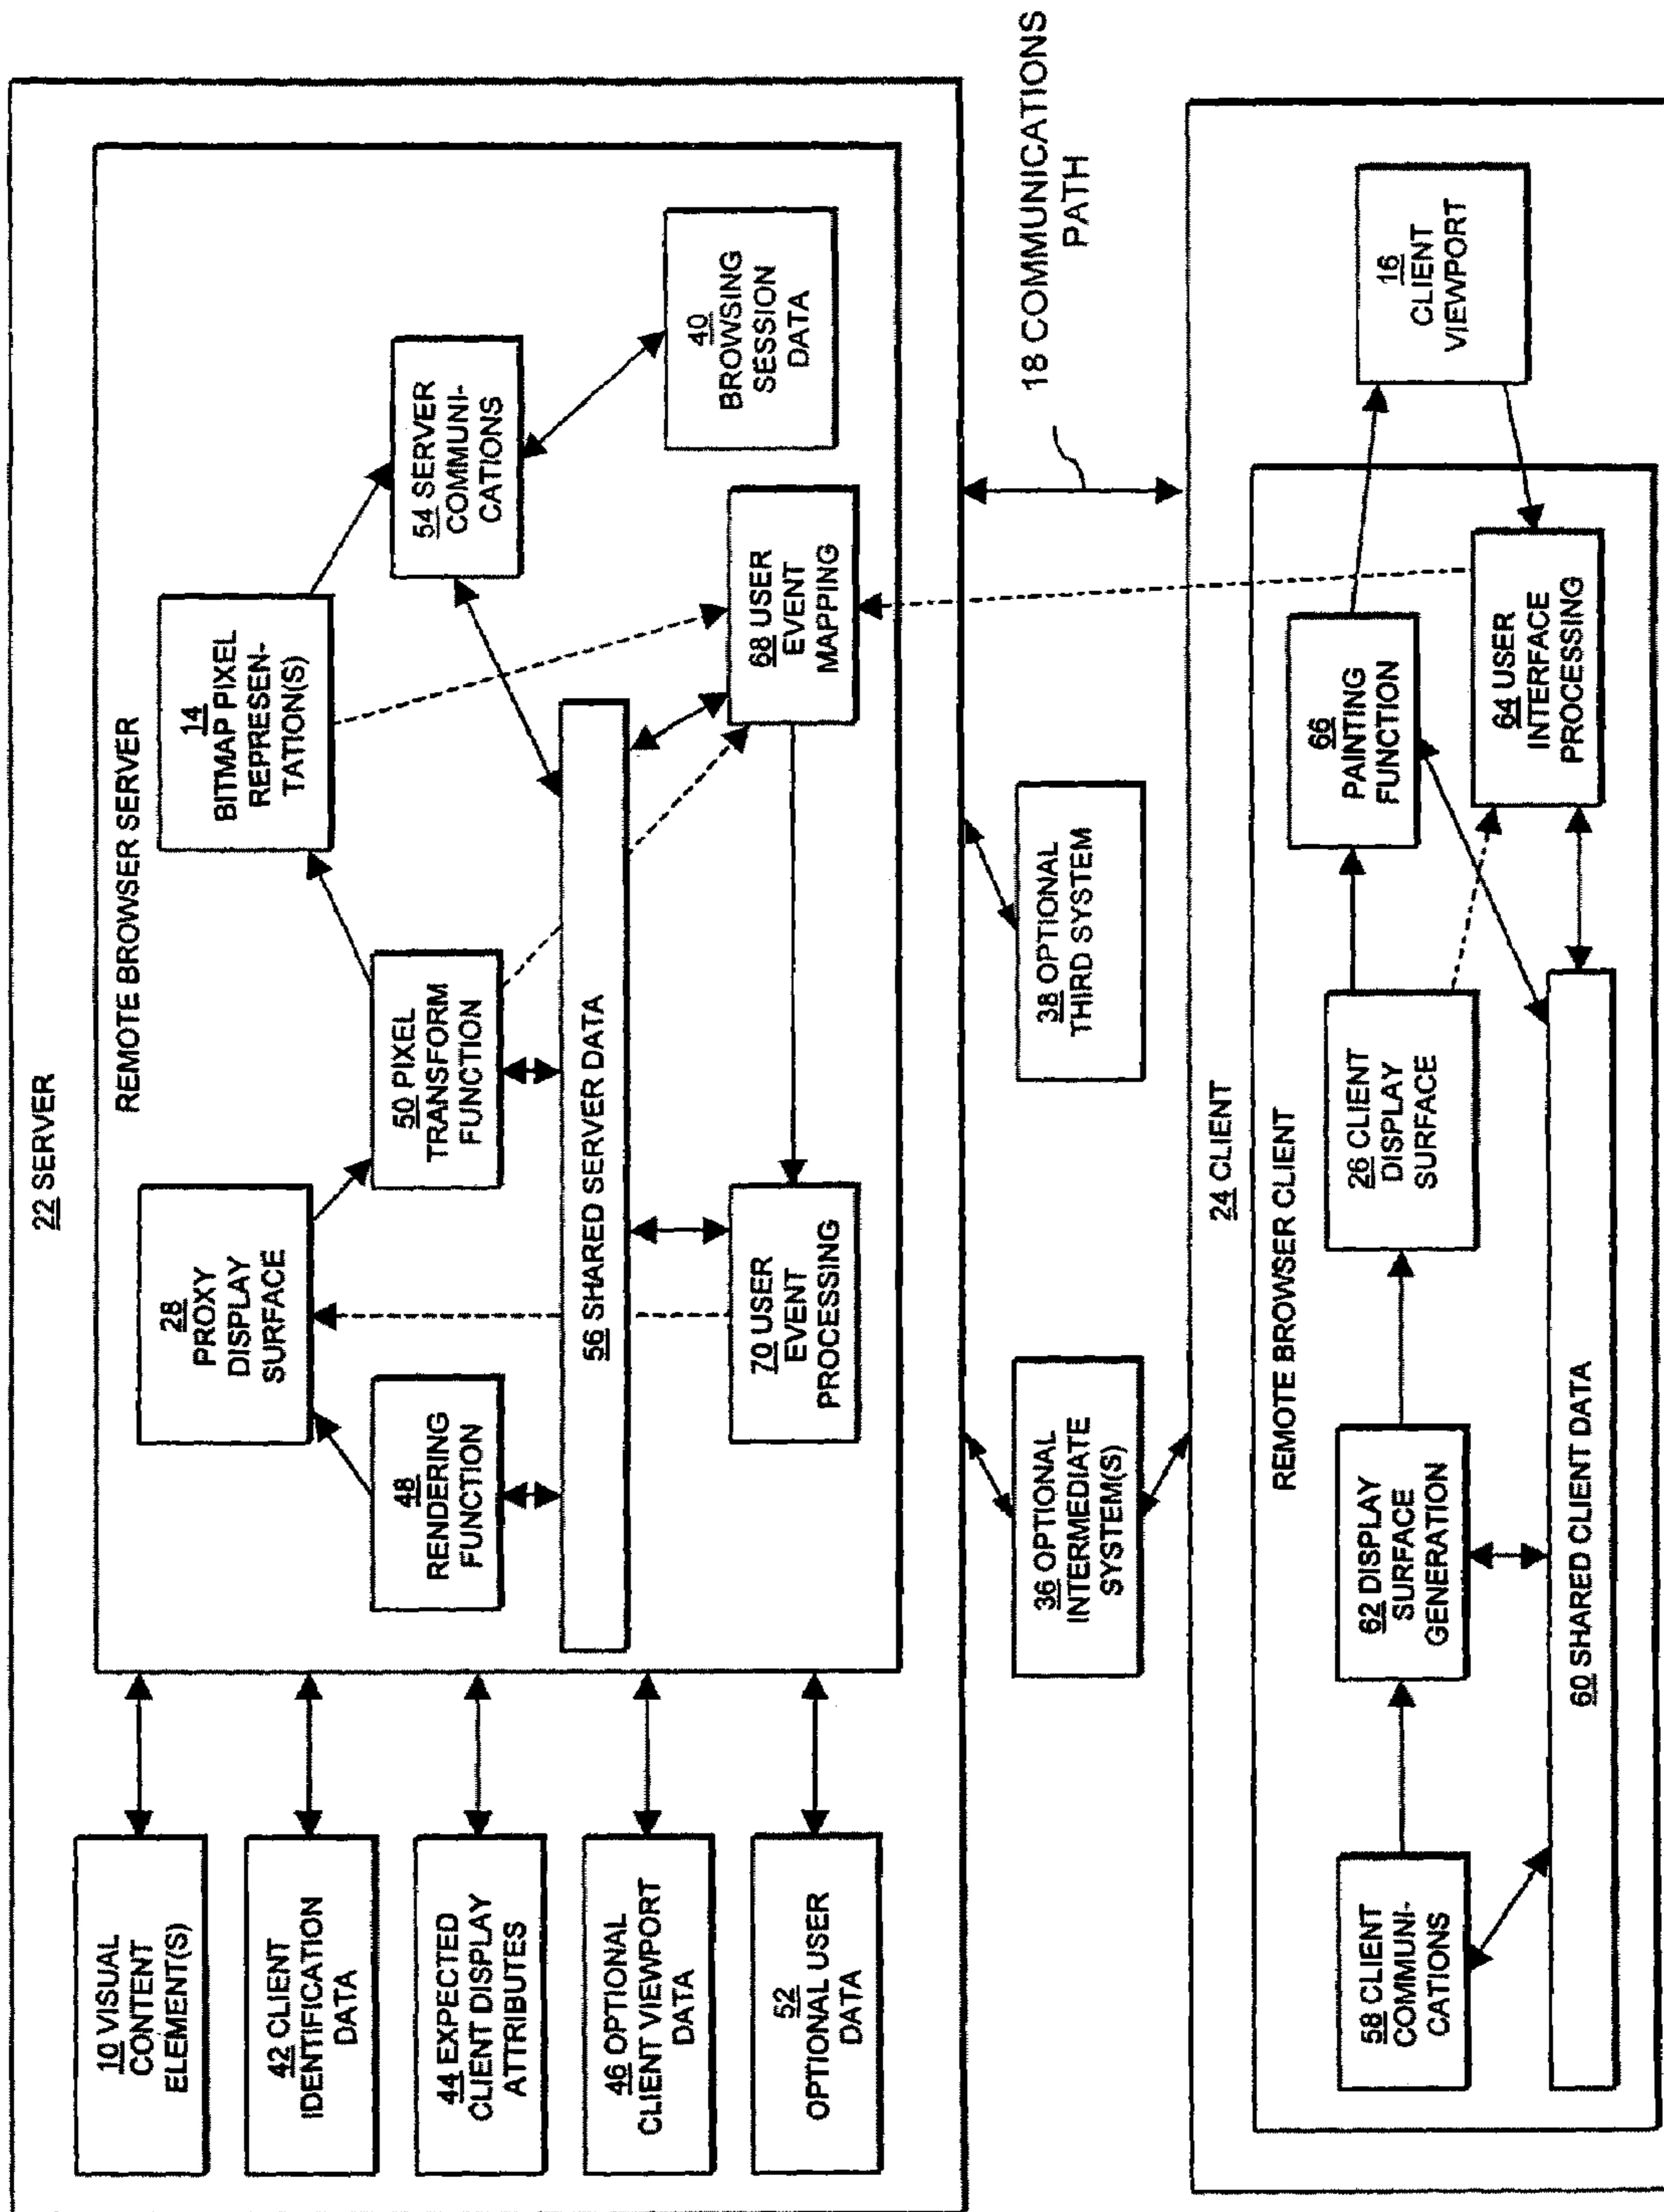 22 SERVER
10 VISUAL
CONTENT
ELEMENT(S)
42 CLIENT
IDENTIFICATION
DATA
44 EXPECTED
CLIENT DISPLAY
ATTRIBUTES
46 OPTIONAL
CLIENT VIEWPORT
DATA
52
OPTIONAL USER
DATA
REMOTE BROWSER SERVER
28
PROXY
DISPLAY
SURFACE
14
BITMAP PIXEL
REPRESEN-
TATION(S)
48
RENDERING
FUNCTION
50 PIXEL
TRANSFORM
FUNCTION
54 SERVER
COMMUNI-
CATIONS
56 SHARED SERVER DATA
40
BROWSING
SESSION
DATA
70 USER
EVENT
PROCESSING
68 USER
EVENT
MAPPING
36 OPTIONAL
INTERMEDIATE
SYSTEM(S)
38 OPTIONAL
THIRD SYSTEM
18 COMMUNICATIONS
PATH
24 CLIENT
REMOTE BROWSER CLIENT
58 CLIENT
COMMUNI-
CATIONS
62 DISPLAY
SURFACE
GENERATION
26 CLIENT
DISPLAY
SURFACE
66
PAINTING
FUNCTION
16
CLIENT
VIEWPORT
64 USER
INTERFACE
PROCESSING
60 SHARED CLIENT DATA